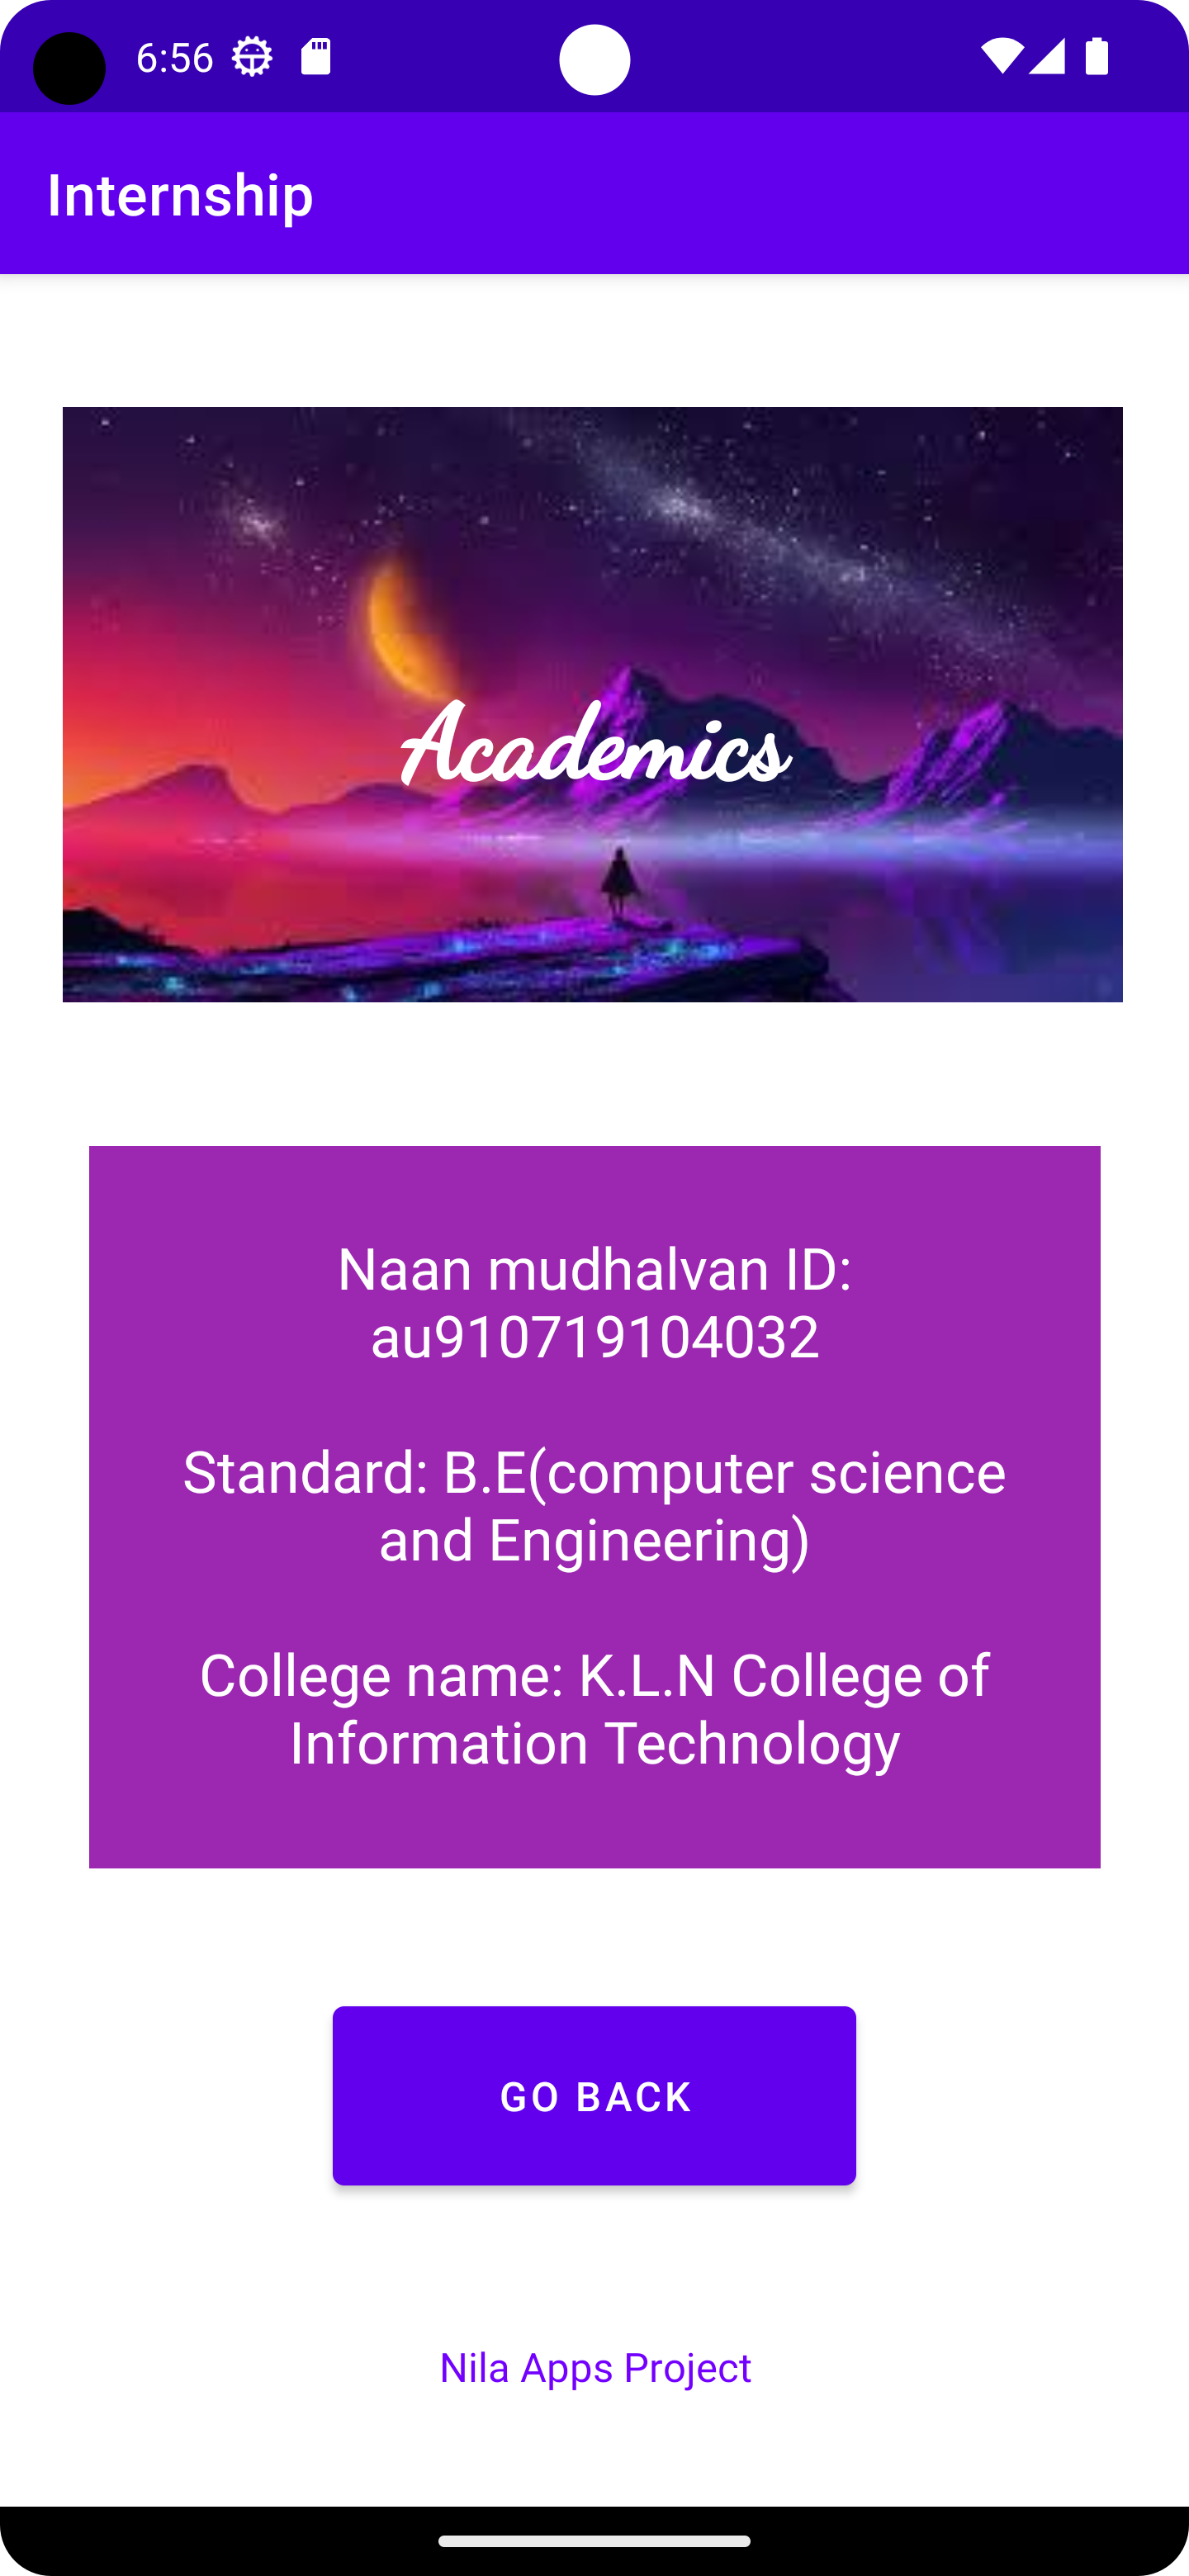 6:56
Internship
Academics
Naan mudhalvan ID:
au910719104032
Standard: B.E(computer science
and Engineering)
College name: K.L.N College of
Information Technology
GO BACK
Nila Apps Project